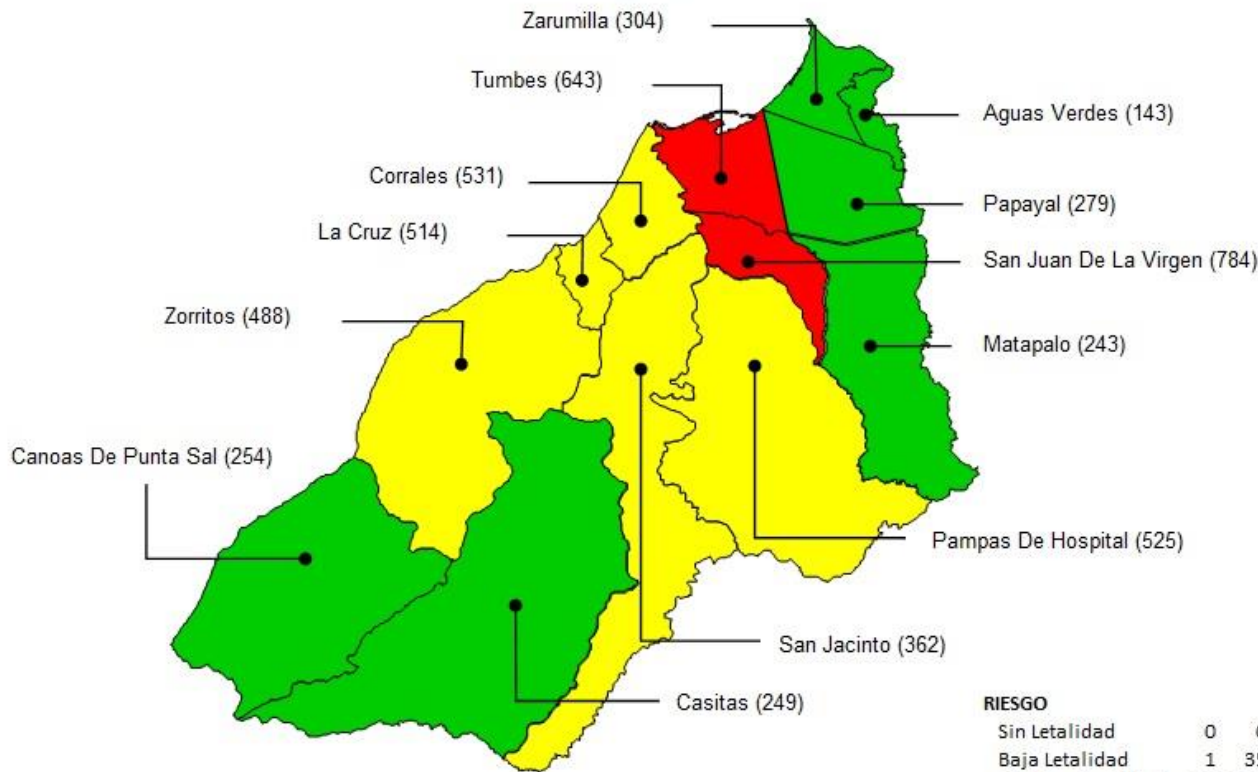 Zarumilla (304)
Tumbes (643)
Aguas Verdes (143)
Corrales (531)
Papayal (279)
La Cruz (514)
San Juan De La Virgen (784)
Zorritos (488)
Matapalo (243)
Canoas De Punta Sal (254)
Pampas De Hospital (525)
San Jacinto (362)
Casitas (249)
RIESGO
Sin Letalidad 0
Baja Letalidad 1